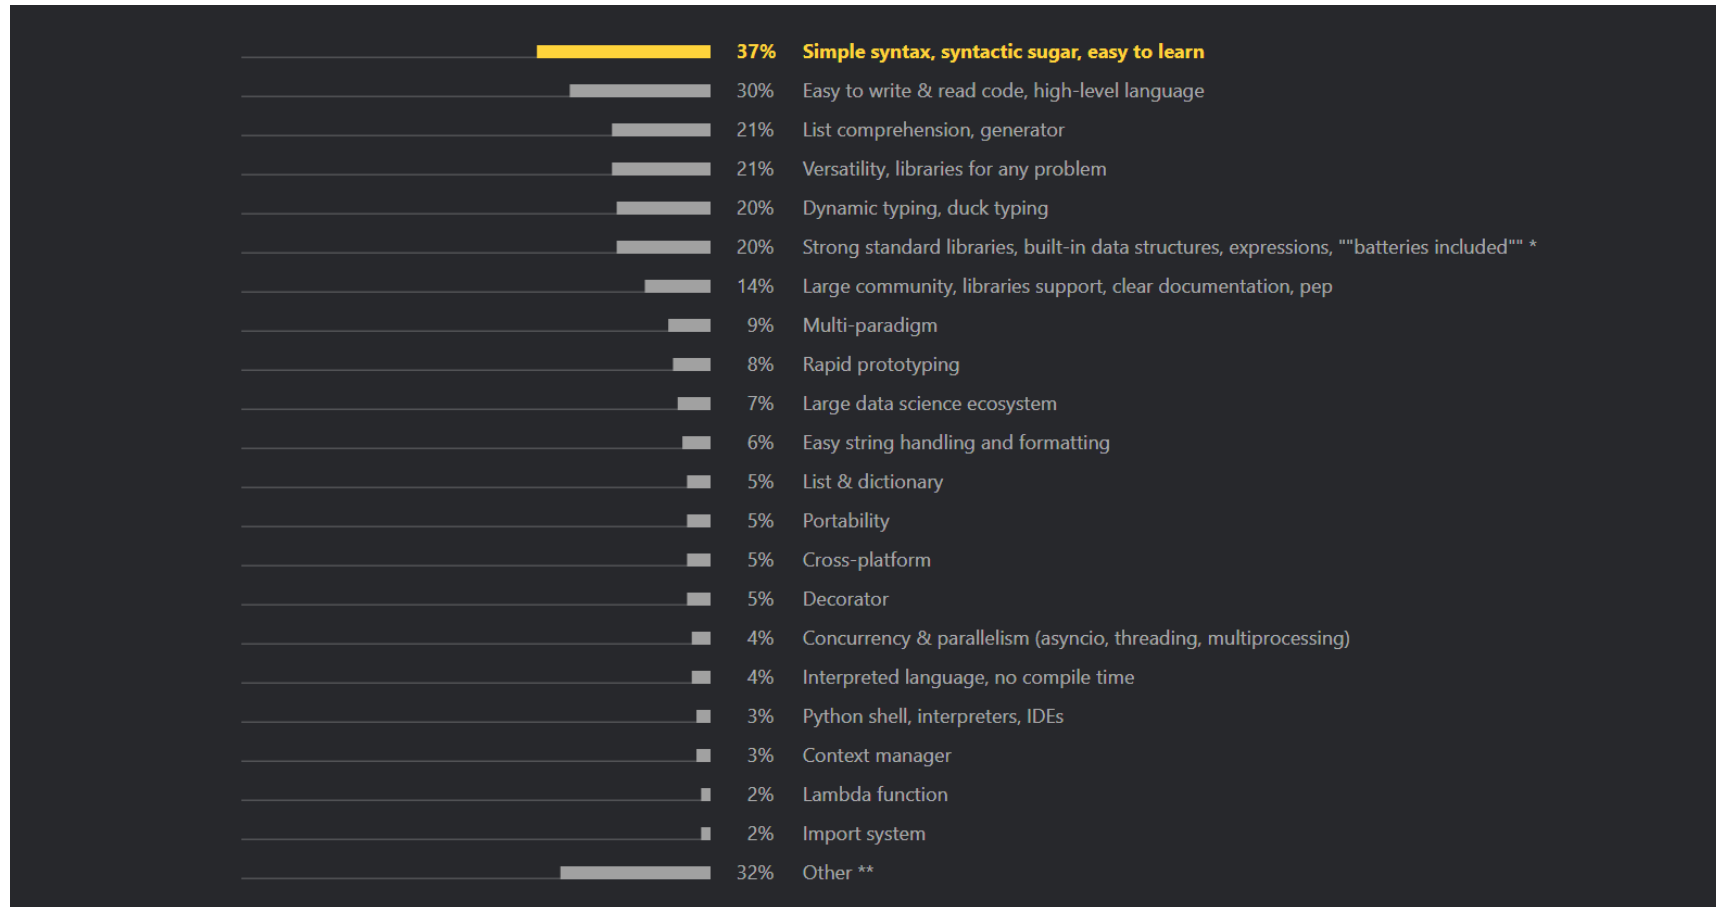 37% Simple syntax, syntactic sugar, easy to learn
30% Easy to write & read code, high-level language
21% List comprehension, generator
21% Versatility, libraries for any problem
20% Dynamic typing, duck typing
20% Strong standard libraries, built-in data structures, expressions, ""batteries included"" *
14% Large community, libraries support, clear documentation, pep
9% Multi-paradigm
8% Rapid prototyping
7% Large data science ecosystem
6% Easy string handling and formatting
5% List & dictionary
5% Portability
5% Cross-platform
5% Decorator
4% Concurrency & parallelism (asyncio, threading, multiprocessing)
4% Interpreted language, no compile time
3% Python shell, interpreters, IDEs
3% Context manager
2% Lambda function
2% Import system
32% Other **